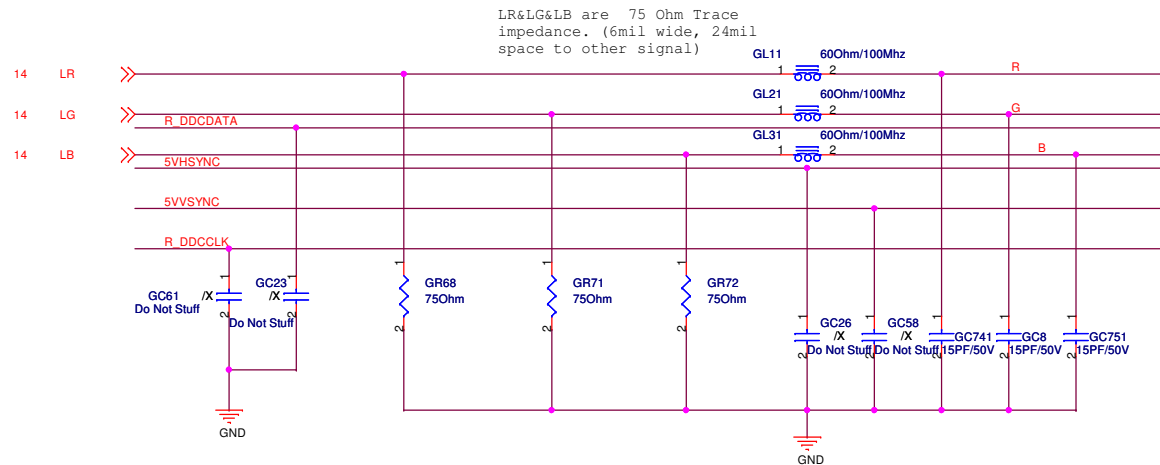 LR&LG&LB are 75 Ohm Trace
impedance. (6mil wide, 24mil
space to other signal)
GL11 60Ohm/100Mhz
14 LR 1 2 R
GL21 60Ohm/100Mhz
14 LG 1 2 G
R_DDCDATA
GL31 60Ohm/100Mhz
14 LB 1 2 B
5VHSYNC
5VVSYNC
R_DDCCLK
1 1 1 1 1
GC61 /X GC23 /X GR68 GR71 GR72
Do Not Stuff Do Not Stuff 75Ohm 75Ohm 75Ohm
2 2 2 2 2
1 1 1 1 1
GC26 /X GC58 /X GC741 GC8 GC751
Do Not Stuff Do Not Stuff 15PF/50V 15PF/50V 15PF/50V
2 2 2 2 2
GND
GND